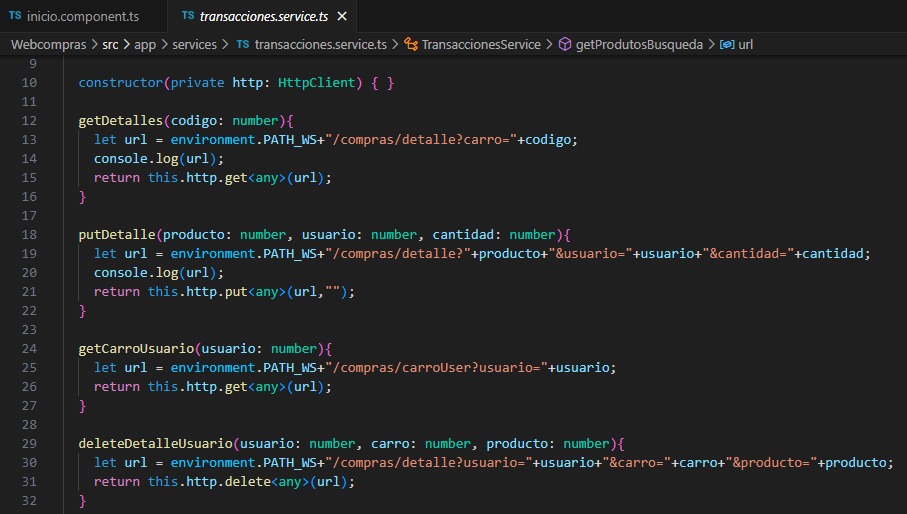 TS inicio.component.ts TS transacciones.service.ts ×
Webcompras > src > app > services > TS transacciones.service.ts > TransaccionesService > getProdutosBusqueda > url
9
10 constructor(private http: HttpClient) { }
11
12 getDetalles(codigo: number){
13 let url = environment.PATH_WS+"/compras/detalle?carro="+codigo;
14 console.log(url);
15 return this.http.get<any>(url);
16 }
17
18 putDetalle(producto: number, usuario: number, cantidad: number){
19 let url = environment.PATH_WS+"/compras/detalle?"+producto+"&usuario="+usuario+"&cantidad="+cantidad;
20 console.log(url);
21 return this.http.put<any>(url,"");
22 }
23
24 getCarroUsuario(usuario: number){
25 let url = environment.PATH_WS+"/compras/carroUser?usuario="+usuario;
26 return this.http.get<any>(url);
27 }
28
29 deleteDetalleUsuario(usuario: number, carro: number, producto: number){
30 let url = environment.PATH_WS+"/compras/detalle?usuario="+usuario+"&carro="+carro+"&producto="+producto;
31 return this.http.delete<any>(url);
32 }